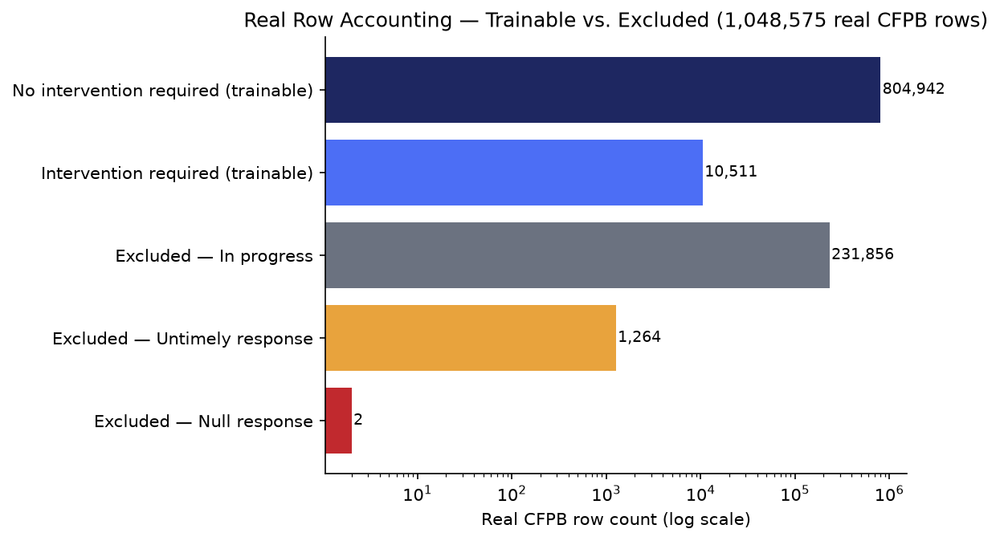 Real Row Accounting — Trainable vs. Excluded (1,048,575 real CFPB rows)
No intervention required (trainable)
804,942
Intervention required (trainable)
10,511
Excluded — In progress
231,856
Excluded — Untimely response
1,264
Excluded — Null response
2
10¹ 10² 10³ 10⁴ 10⁵ 10⁶
Real CFPB row count (log scale)